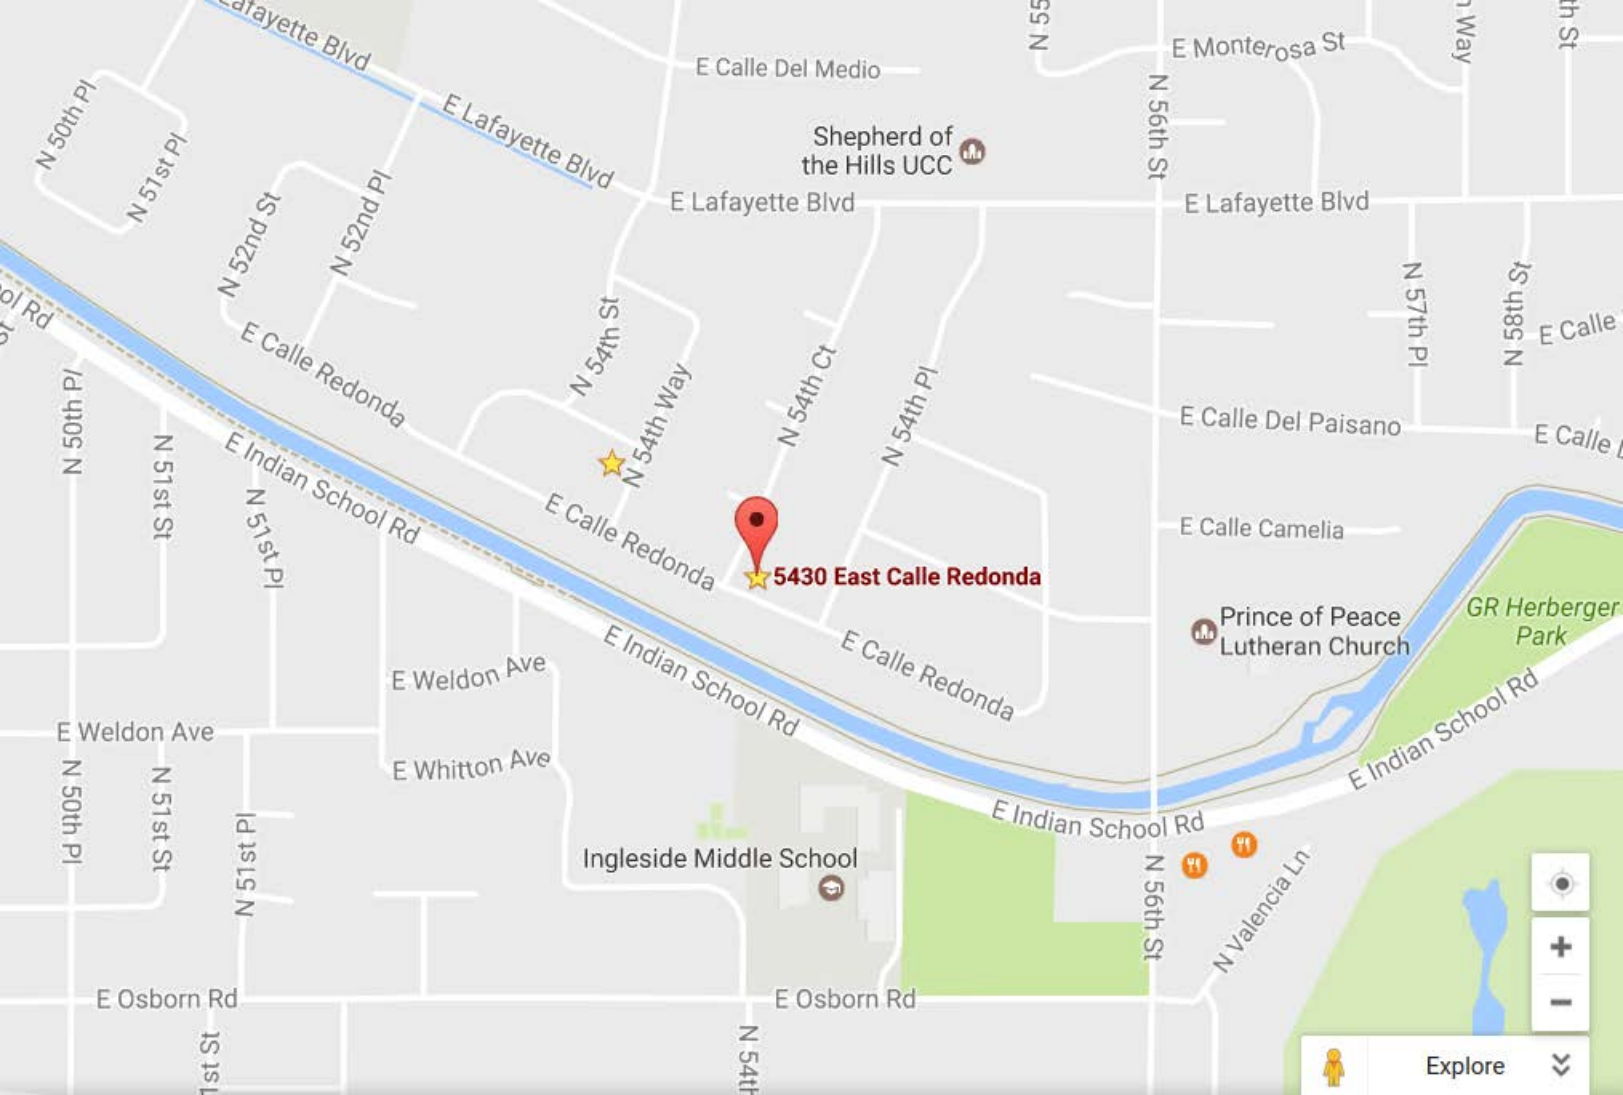 Lafayette Blvd
N 55
E Monterosa St
Way
th St
E Calle Del Medio
N 50th Pl
E Lafayette Blvd
N 56th St
Shepherd of
the Hills UCC
N 51st Pl
N 52nd St
N 52nd Pl
E Lafayette Blvd
E Lafayette Blvd
ol Rd
St
N 54th St
N 57th Pl
N 58th St
E Calle
E Calle Redonda
N 50th Pl
N 54th Way
N 54th Ct
N 54th Pl
E Calle Del Paisano
E Calle D
N 51st St
E Indian School Rd
N 51st Pl
E Calle Redonda
E Calle Camelia
5430 East Calle Redonda
Prince of Peace
Lutheran Church
GR Herberger
Park
E Calle Redonda
E Weldon Ave
E Indian School Rd
E Indian School Rd
E Weldon Ave
E Whitton Ave
N 50th Pl
N 51st St
N 51st Pl
E Indian School Rd
Ingleside Middle School
N 56th St
N Valencia Ln
E Osborn Rd
E Osborn Rd
1st St
N 54th
Explore